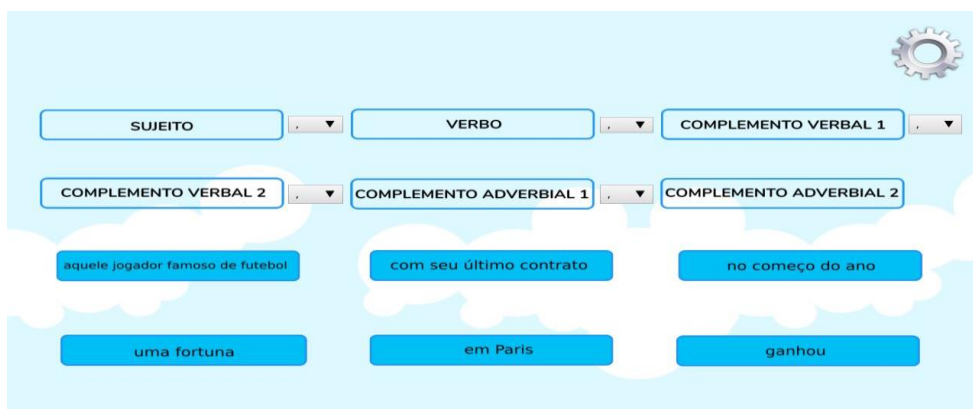 SUJEITO , ▼ VERBO , ▼ COMPLEMENTO VERBAL 1 , ▼
COMPLEMENTO VERBAL 2 , ▼ COMPLEMENTO ADVERBIAL 1 , ▼ COMPLEMENTO ADVERBIAL 2
aquele jogador famoso de futebol com seu último contrato no começo do ano
uma fortuna em Paris ganhou